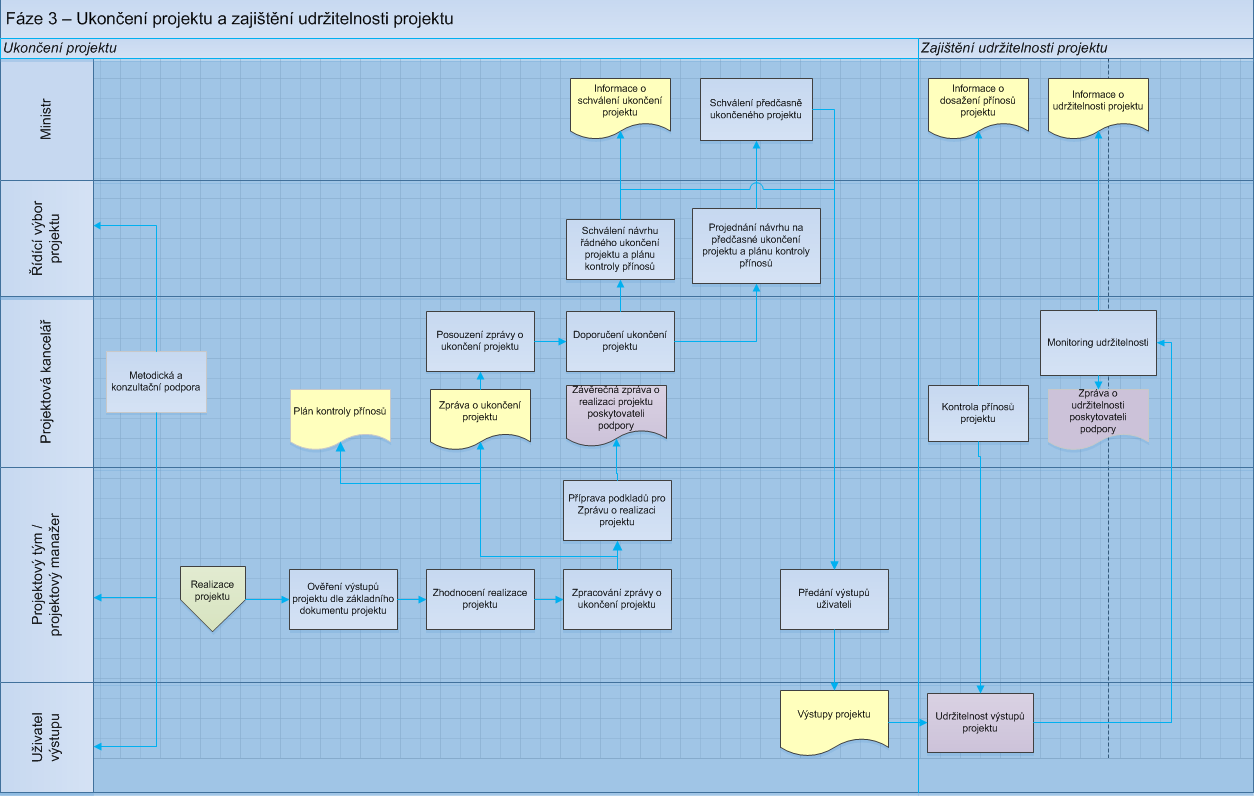 Fáze 3 – Ukončení projektu a zajištění udržitelnosti projektu
Ukončení projektu
Zajištění udržitelnosti projektu
Ministr
Informace o
schválení ukončení
projektu
Schválení předčasně
ukončeného projektu
Informace o
dosažení přínosů
projektu
Informace o
udržitelnosti projektu
Řídící výbor
projektu
Schválení návrhu
řádného ukončení
projektu a plánu
kontroly přínosů
Projednání návrhu na
předčasné ukončení
projektu a plánu kontroly
přínosů
Projektová kancelář
Metodická a
konzultační podpora
Posouzení zprávy o
ukončení projektu
Doporučení ukončení
projektu
Monitoring udržitelnosti
Plán kontroly přínosů
Zpráva o ukončení
projektu
Závěrečná zpráva o
realizaci projektu
poskytovateli
podpory
Kontrola přínosů
projektu
Zpráva o
udržitelnosti
poskytovateli
podpory
Projektový tým /
projektový manažer
Příprava podkladů pro
Zprávu o realizaci
projektu
Realizace
projektu
Ověření výstupů
projektu dle základního
dokumentu projektu
Zhodnocení realizace
projektu
Zpracování zprávy o
ukončení projektu
Předání výstupů
uživateli
Uživatel
výstupu
Výstupy projektu
Udržitelnost výstupů
projektu